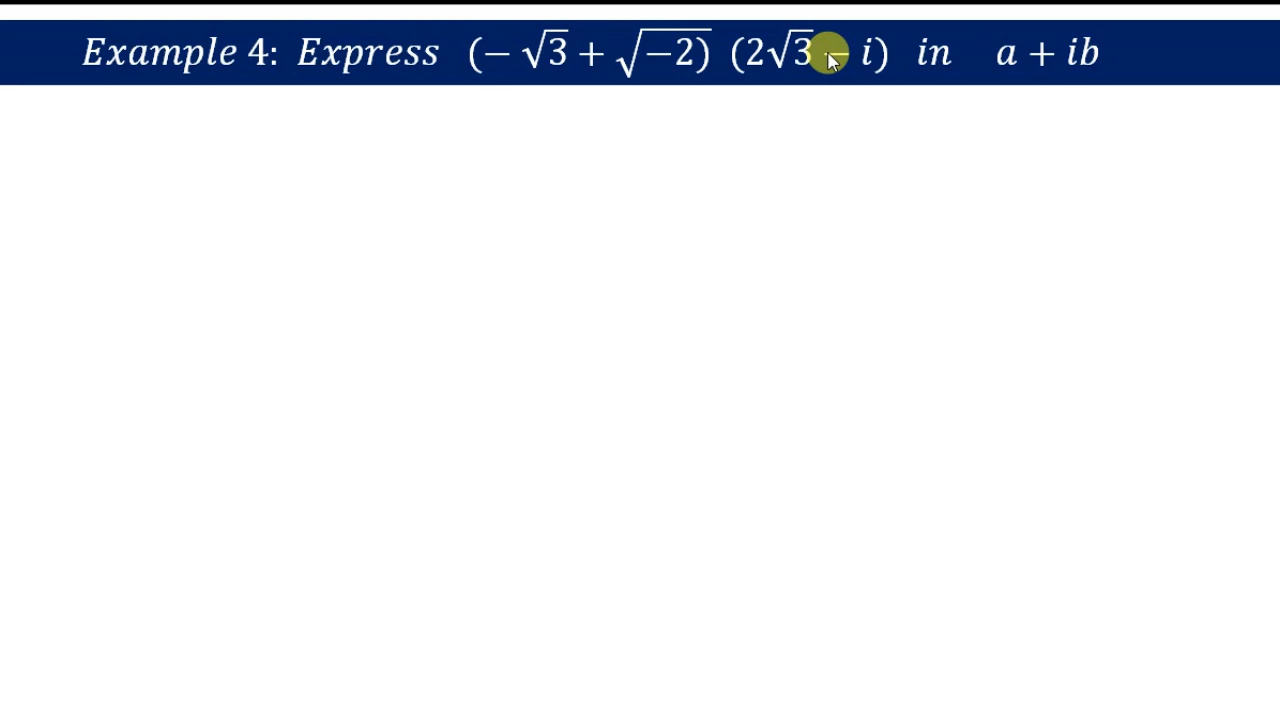 Example 4: Express (− √3 + √−2) (2√3 − i) in a + ib